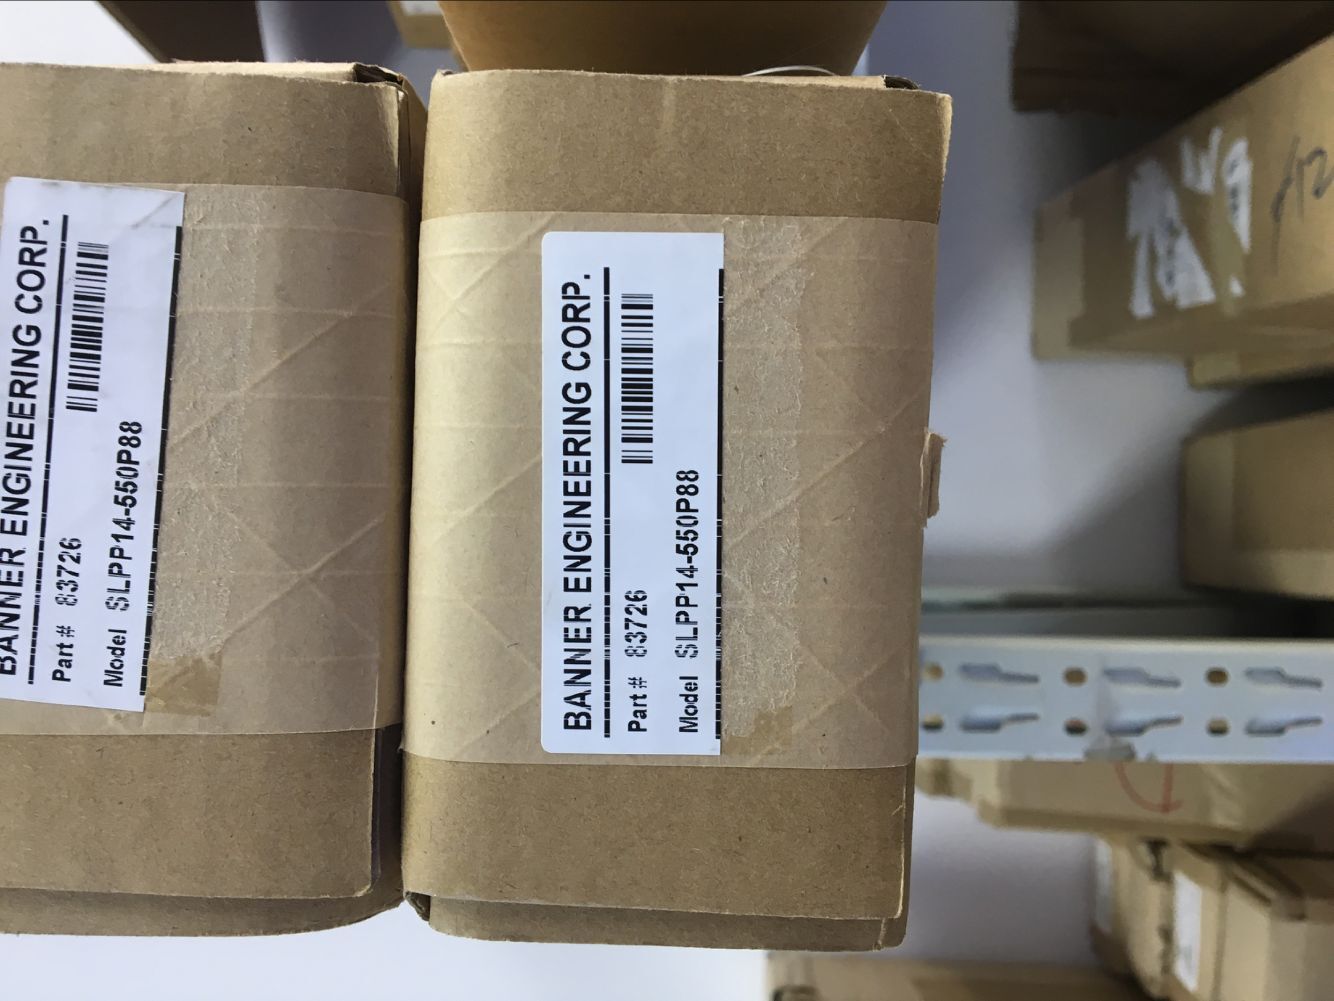 BANNER ENGINEERING CORP.
Part # 83726
Model SLPP14-550P88
BANNER ENGINEERING CORP.
Part # 83726
Model SLPP14-550P88